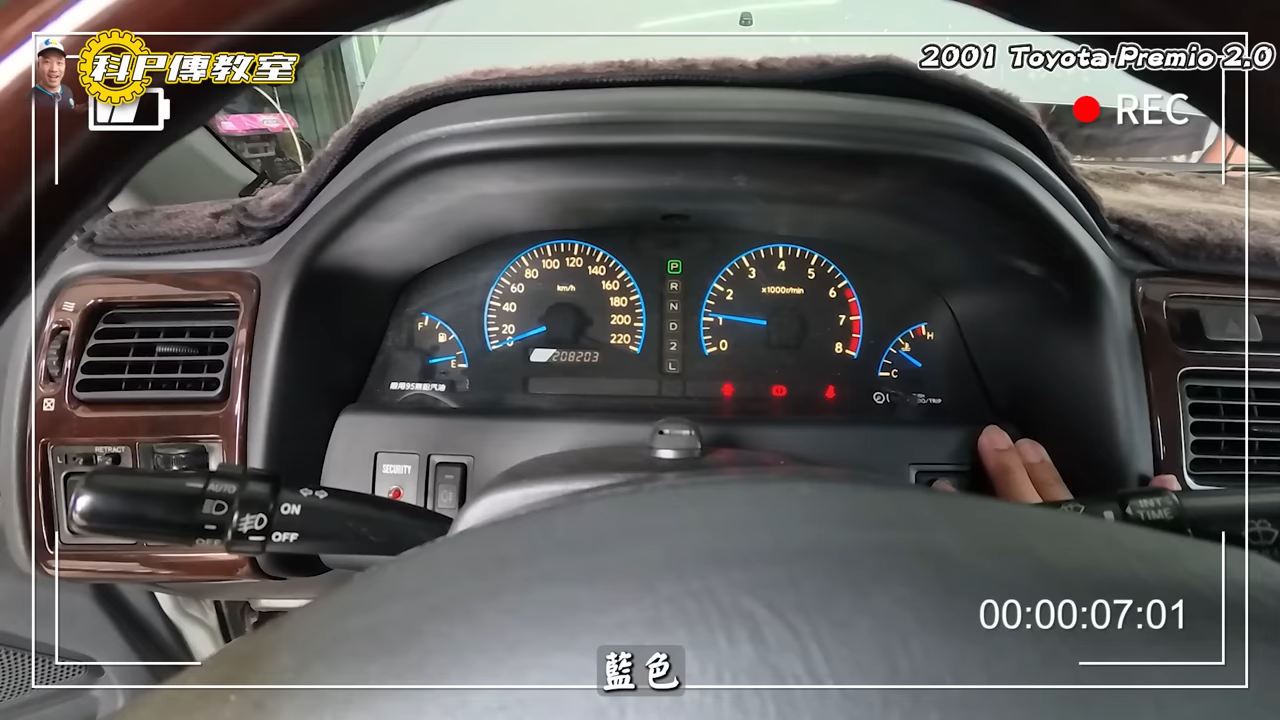 科P傳教室
2001 Toyota Premio 2.0
REC
0
20
40
60
80
100
120
140
160
180
200
220
km/h
208203
P
R
N
D
2
L
0
1
2
3
4
5
6
7
8
x1000r/min
F
E
H
C
限用95無鉛汽油
RETRACT
L
SECURITY
AUTO
ON
OFF
OFF
INT
TIME
00:00:07:01
藍色